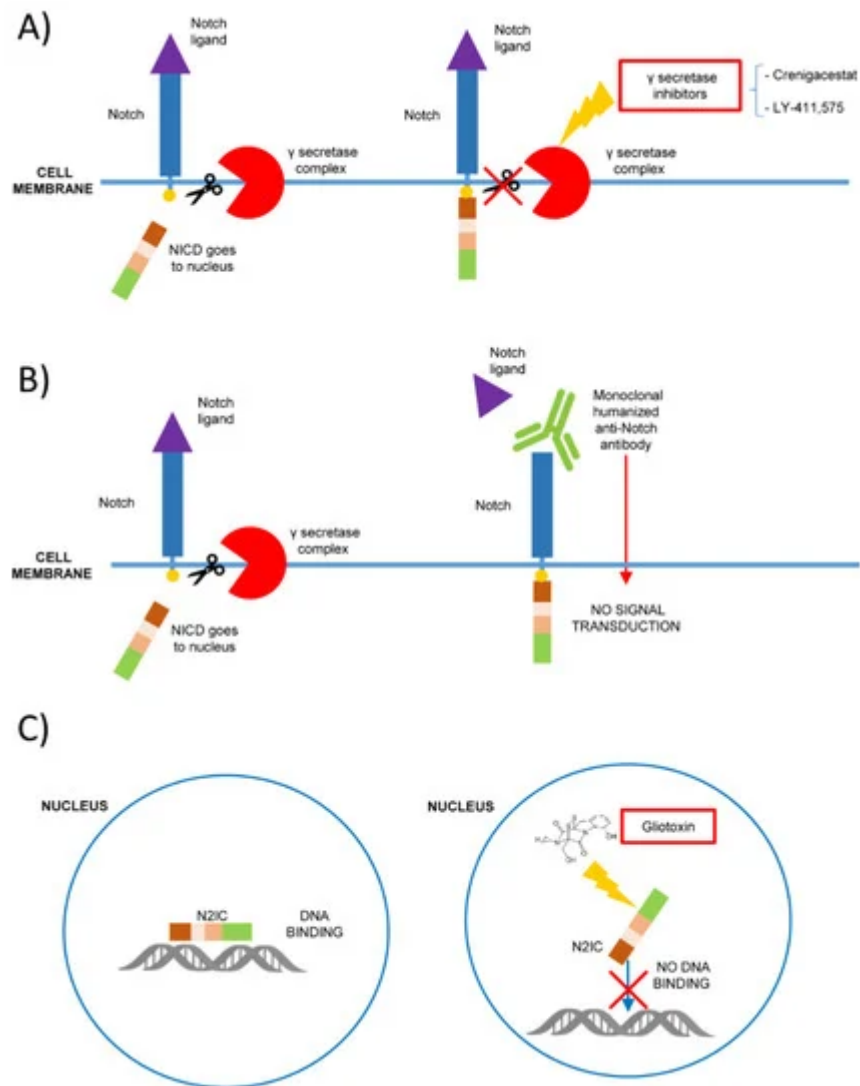 A)
Notch
ligand
Notch
CELL
MEMBRANE
γ secretase
complex
NICD goes
to nucleus
Notch
ligand
Notch
γ secretase
inhibitors
- Crenigacestat
- LY-411,575
γ secretase
complex
B)
Notch
ligand
Notch
CELL
MEMBRANE
γ secretase
complex
NICD goes
to nucleus
Notch
ligand
Monoclonal
humanized
anti-Notch
antibody
Notch
NO SIGNAL
TRANSDUCTION
C)
NUCLEUS
N2IC
DNA
BINDING
NUCLEUS
Gliotoxin
N2IC
NO DNA
BINDING